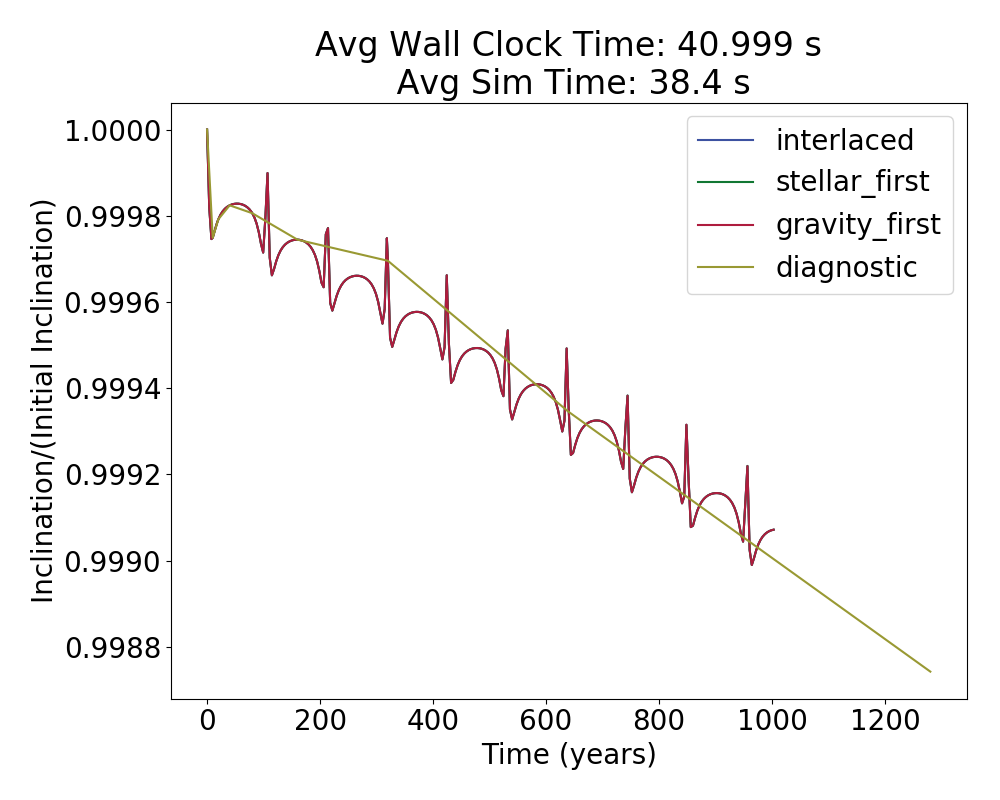 Avg Wall Clock Time: 40.999 s
Avg Sim Time: 38.4 s
1.0000
0.9998
0.9996
0.9994
0.9992
0.9990
0.9988
Inclination/(Initial Inclination)
interlaced
stellar_first
gravity_first
diagnostic
0 200 400 600 800 1000 1200
Time (years)